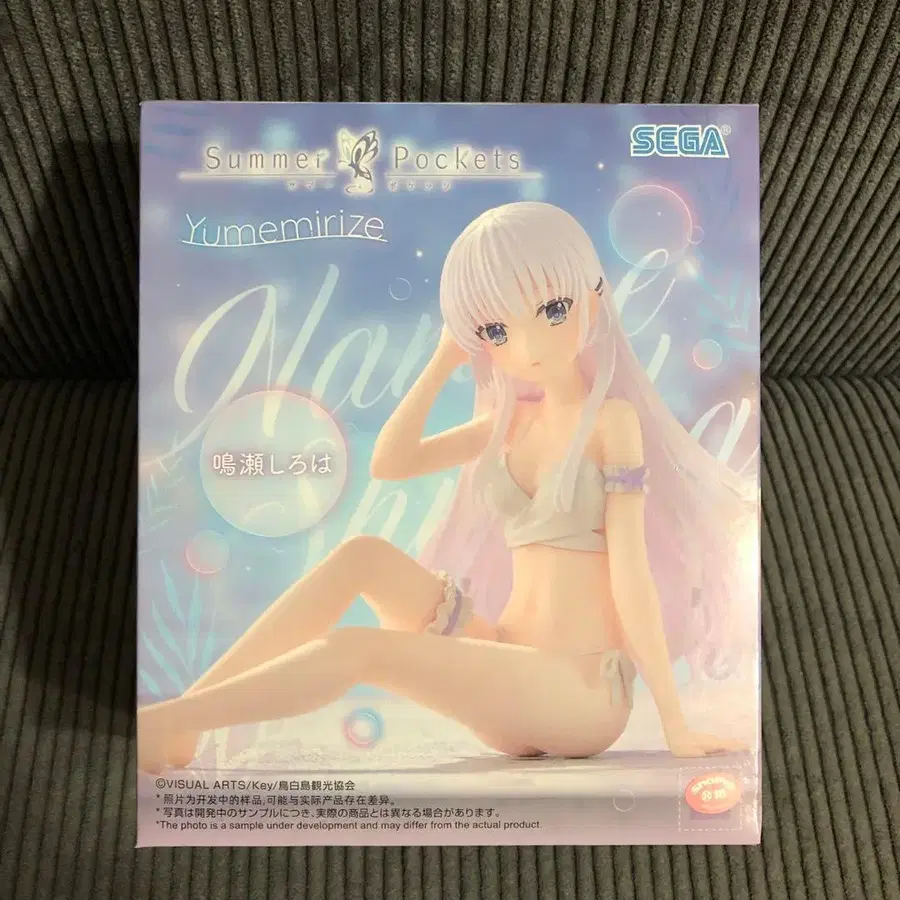 SEGA®
Summer Pockets
サマーポケッツ
Yumemirize
Naruse
Shiroha
鳴瀬しろは
©VISUAL ARTS/Key/鳥白島観光協会
* 照片为开发中的样品,可能与实际产品存在差异。
* 写真は開発中のサンプルにつき、実際の商品とは異なる場合があります。
*The photo is a sample under development and may differ from the actual product.